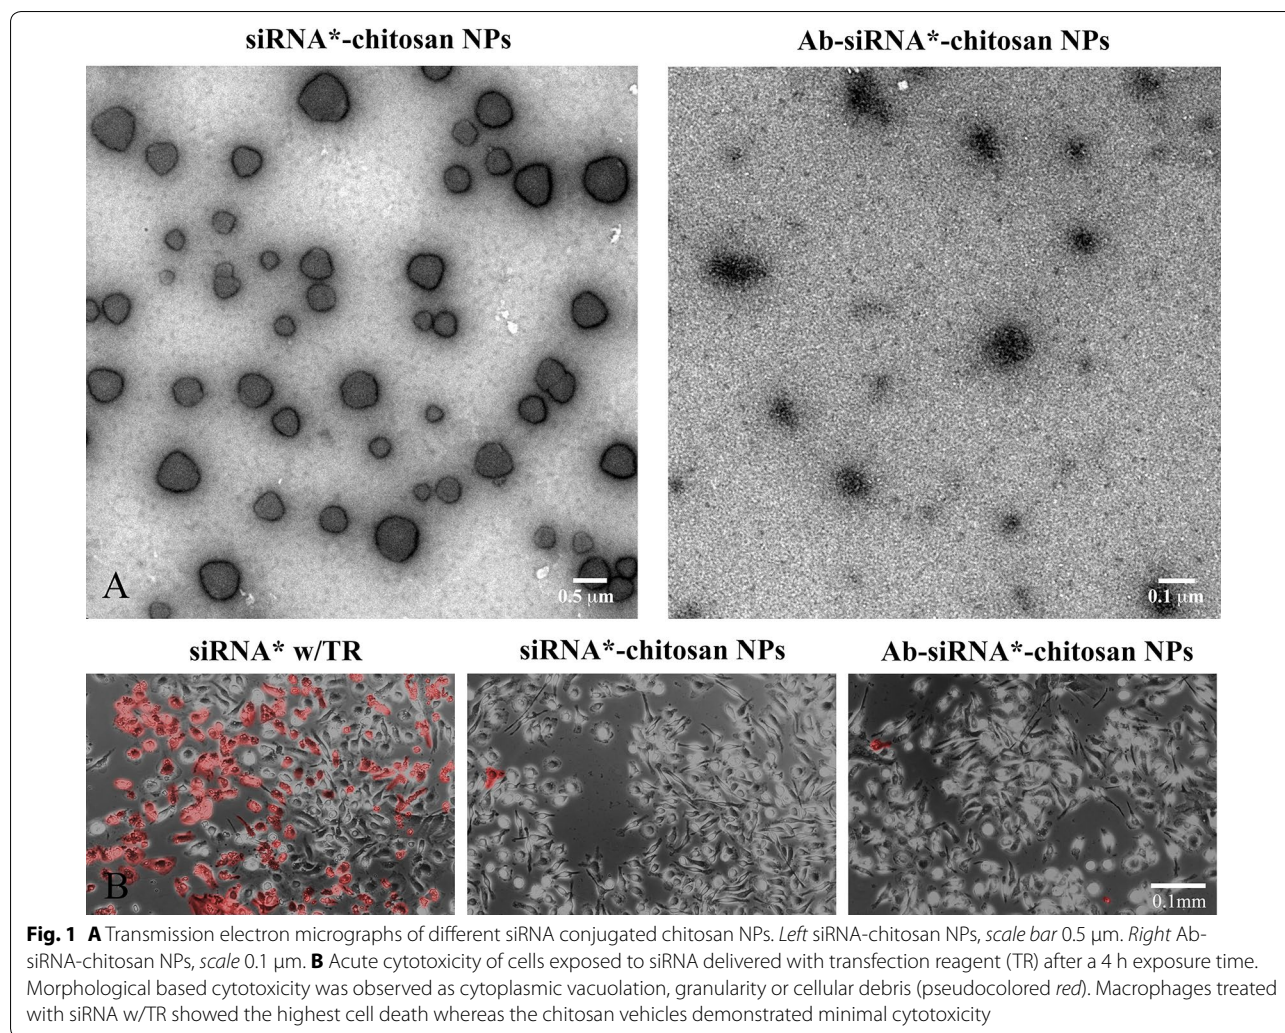 siRNA*-chitosan NPs
Ab-siRNA*-chitosan NPs
A
0.5 μm
0.1 μm
siRNA* w/TR
siRNA*-chitosan NPs
Ab-siRNA*-chitosan NPs
B
0.1mm
Fig. 1 A Transmission electron micrographs of different siRNA conjugated chitosan NPs. Left siRNA-chitosan NPs, scale bar 0.5 μm. Right Ab-
siRNA-chitosan NPs, scale 0.1 μm. B Acute cytotoxicity of cells exposed to siRNA delivered with transfection reagent (TR) after a 4 h exposure time.
Morphological based cytotoxicity was observed as cytoplasmic vacuolation, granularity or cellular debris (pseudocolored red). Macrophages treated
with siRNA w/TR showed the highest cell death whereas the chitosan vehicles demonstrated minimal cytotoxicity